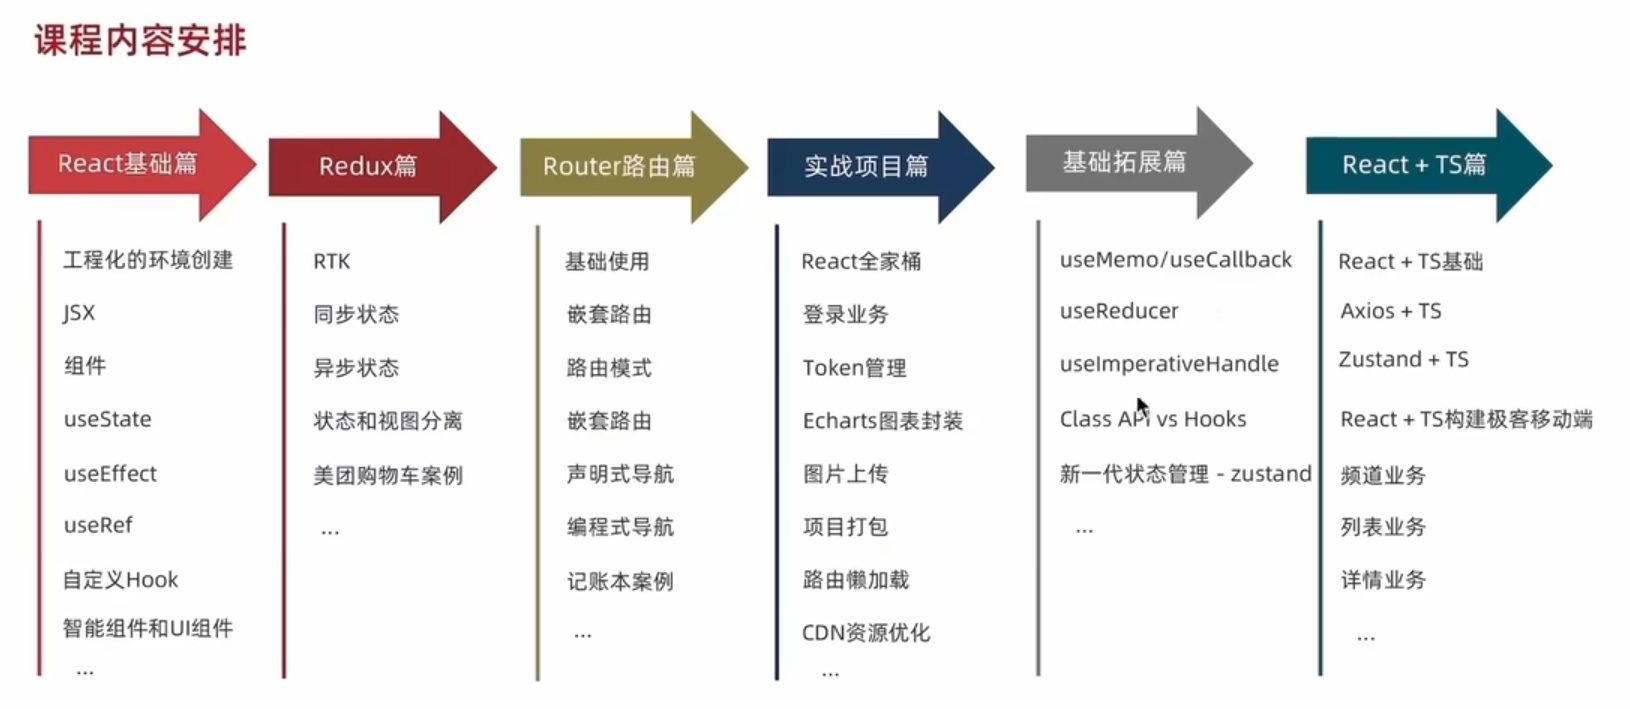 课程内容安排
React基础篇
工程化的环境创建
JSX
组件
useState
useEffect
useRef
自定义Hook
智能组件和UI组件
...
Redux篇
RTK
同步状态
异步状态
状态和视图分离
美团购物车案例
...
Router路由篇
基础使用
嵌套路由
路由模式
嵌套路由
声明式导航
编程式导航
记账本案例
...
实战项目篇
React全家桶
登录业务
Token管理
Echarts图表封装
图片上传
项目打包
路由懒加载
CDN资源优化
...
基础拓展篇
useMemo/useCallback
useReducer
useImperativeHandle
Class API vs Hooks
新一代状态管理 - zustand
...
React + TS篇
React + TS基础
Axios + TS
Zustand + TS
React + TS构建极客移动端
频道业务
列表业务
详情业务
...